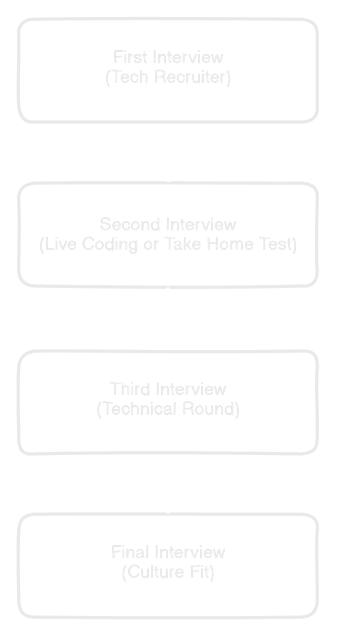 First Interview
(Tech Recruiter)
Second Interview
(Live Coding or Take Home Test)
Third Interview
(Technical Round)
Final Interview
(Culture Fit)